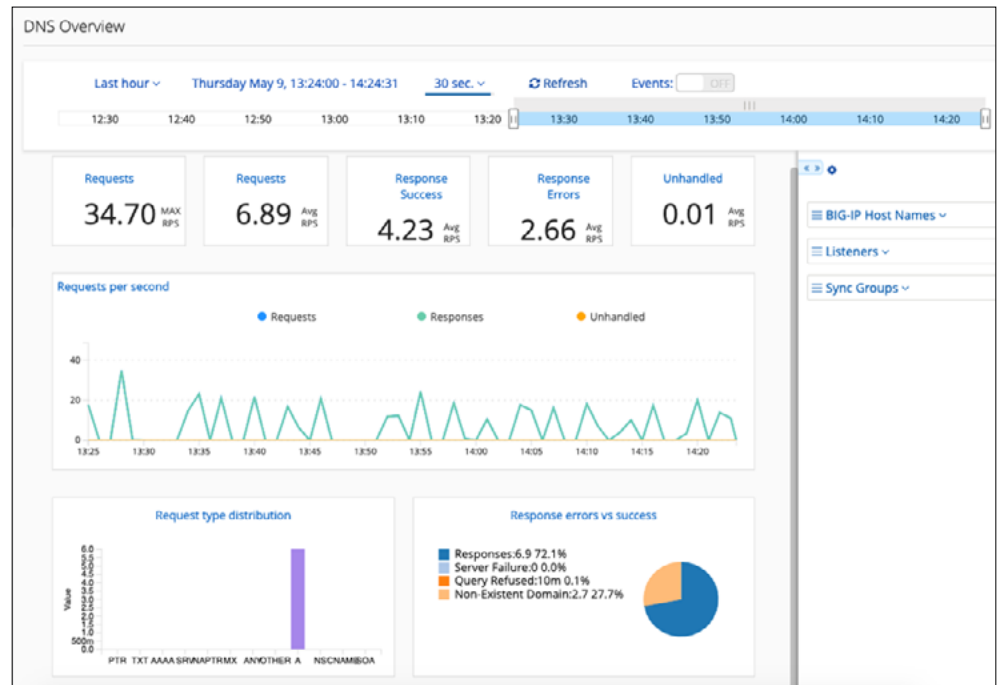 DNS Overview
Last hour Thursday May 9, 13:24:00 - 14:24:31 30 sec. Refresh Events: OFF
12:30 12:40 12:50 13:00 13:10 13:20 13:30 13:40 13:50 14:00 14:10 14:20
Requests
34.70 MAX RPS
Requests
6.89 Avg RPS
Response Success
4.23 Avg RPS
Response Errors
2.66 Avg RPS
Unhandled
0.01 Avg RPS
BIG-IP Host Names
Listeners
Sync Groups
Requests per second
Requests Responses Unhandled
40
20
0
13:25 13:30 13:35 13:40 13:45 13:50 13:55 14:00 14:05 14:10 14:15 14:20
Request type distribution
Value
6.0
5.5
5.0
4.5
4.0
3.5
3.0
2.5
2.0
1.5
1.0
500m
0.0
PTR TXT AAAA SRV NAPTR MX ANY OTHER A NS CNAME SOA
Response errors vs success
Responses:6.9 72.1%
Server Failure:0 0.0%
Query Refused:10m 0.1%
Non-Existent Domain:2.7 27.7%